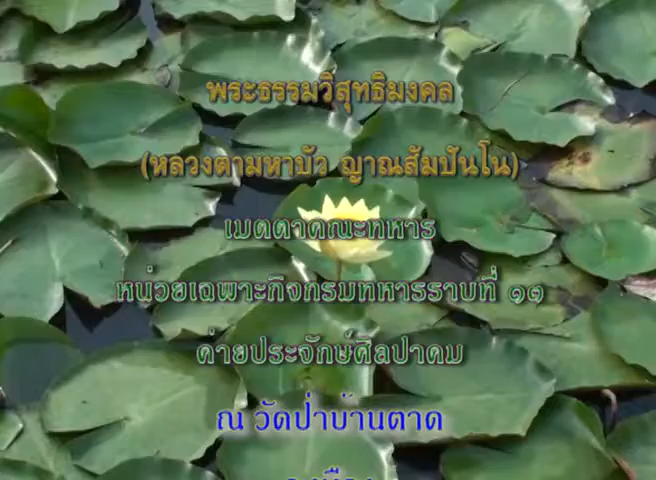 พระธรรมวิสุทธิมงคล
(หลวงตามหาบัว ญาณสัมปันโน)
เมตตาคณะทหาร
หน่วยเฉพาะกิจกรมทหารราบที่ ๑๓
ค่ายประจักษ์ศิลปาคม
ณ วัดป่าบ้านตาด